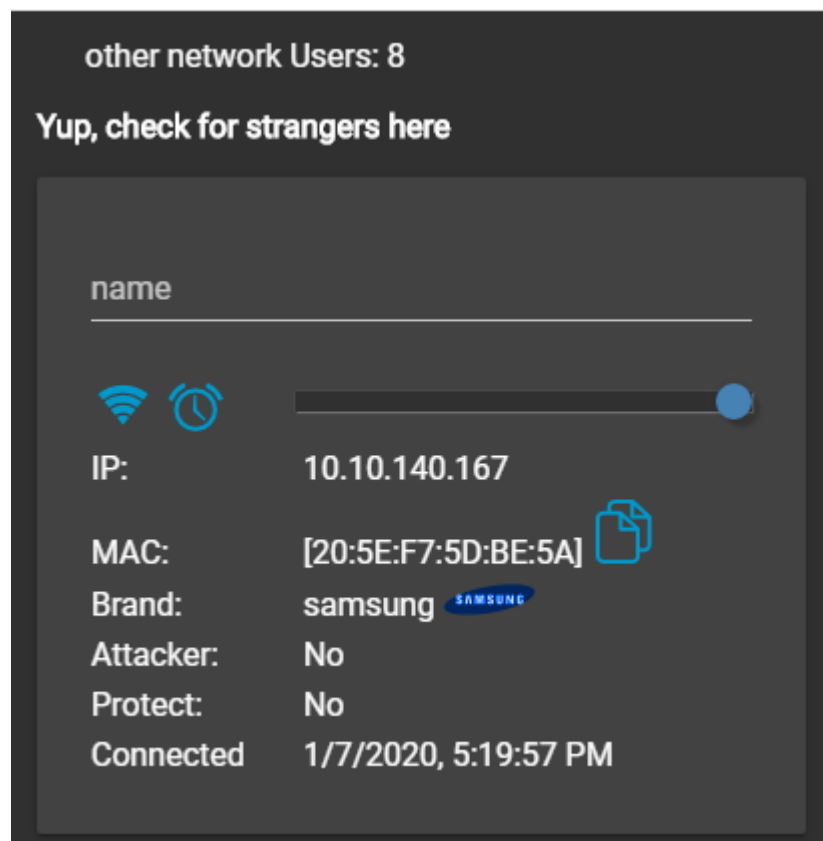 other network Users: 8
Yup, check for strangers here
name
IP: 10.10.140.167
MAC: [20:5E:F7:5D:BE:5A]
Brand: samsung SAMSUNG
Attacker: No
Protect: No
Connected 1/7/2020, 5:19:57 PM